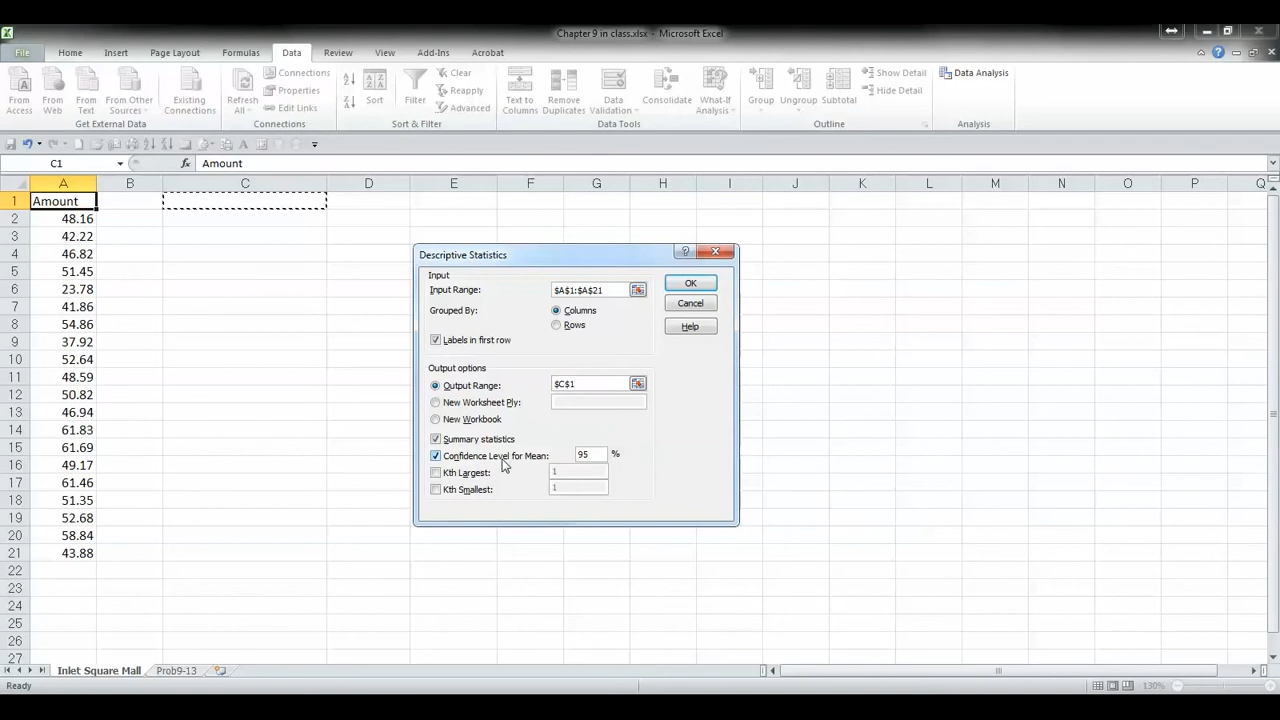 Chapter 9 in class.xlsx - Microsoft Excel
File Home Insert Page Layout Formulas Data Review View Add-Ins Acrobat
From Access
From Web
From Text
From Other Sources
Existing Connections
Get External Data
Refresh All
Connections
Properties
Edit Links
Connections
Sort
Filter
Clear
Reapply
Advanced
Sort & Filter
Text to Columns
Remove Duplicates
Data Validation
Consolidate
What-If Analysis
Data Tools
Group
Ungroup
Subtotal
Show Detail
Hide Detail
Outline
Data Analysis
Analysis
C1 fx Amount
A B C D E F G H J K L M N O P Q
1 Amount
2 48.16
3 42.22
4 46.82
5 51.45
6 23.78
7 41.86
8 54.86
9 37.92
10 52.64
11 48.59
12 50.82
13 46.94
14 61.83
15 61.69
16 49.17
17 61.46
18 51.35
19 52.68
20 58.84
21 43.88
22
23
24
25
26
27
Descriptive Statistics
Input
Input Range: $A$1:$A$21
Grouped By: Columns
Rows
Labels in first row
OK
Cancel
Help
Output options
Output Range: $C$1
New Worksheet Ply:
New Workbook
Summary statistics
Confidence Level for Mean: 95 %
Kth Largest: 1
Kth Smallest: 1
Inlet Square Mall Prob9-13
Ready 130%